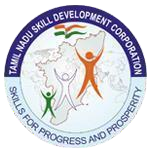 TAMIL NADU SKILL DEVELOPMENT CORPORATION
SKILLS FOR PROGRESS AND PROSPERITY